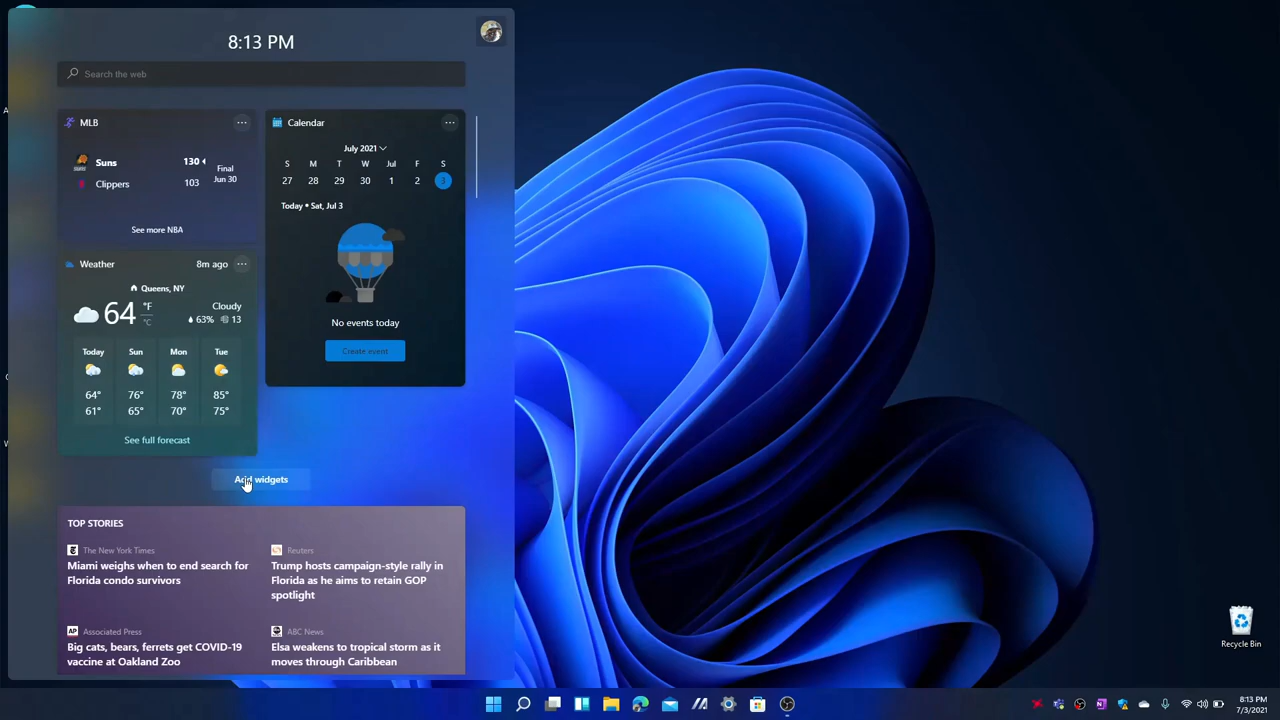 8:13 PM
Search the web
MLB
Suns 130
Clippers 103
Final
Jun 30
See more NBA
Calendar
July 2021
S M T W Jul F S
27 28 29 30 1 2 3
Today • Sat, Jul 3
No events today
Create event
Weather 8m ago
Queens, NY
64 °F
°C
Cloudy
63% 13
Today Sun Mon Tue
64° 76° 78° 85°
61° 65° 70° 75°
See full forecast
Add widgets
TOP STORIES
The New York Times
Miami weighs when to end search for
Florida condo survivors
Reuters
Trump hosts campaign-style rally in
Florida as he aims to retain GOP
spotlight
AP Associated Press
Big cats, bears, ferrets get COVID-19
vaccine at Oakland Zoo
ABC News
Elsa weakens to tropical storm as it
moves through Caribbean
Recycle Bin
8:13 PM
7/3/2021